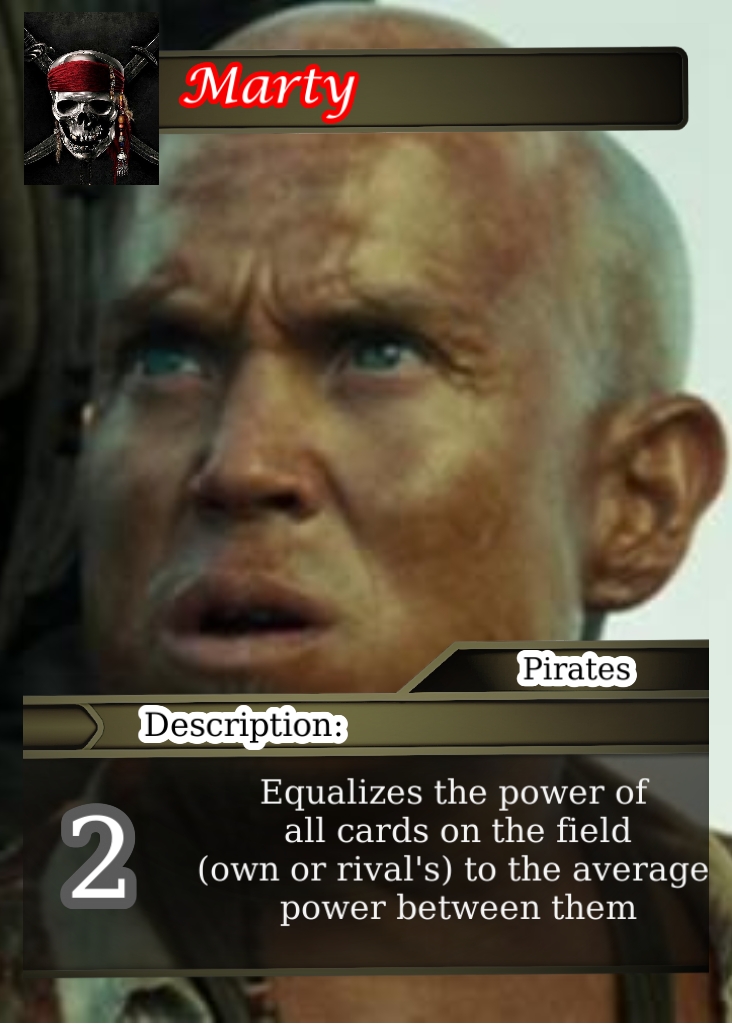 Marty
Pirates
Description:
2
Equalizes the power of
all cards on the field
(own or rival's) to the average
power between them